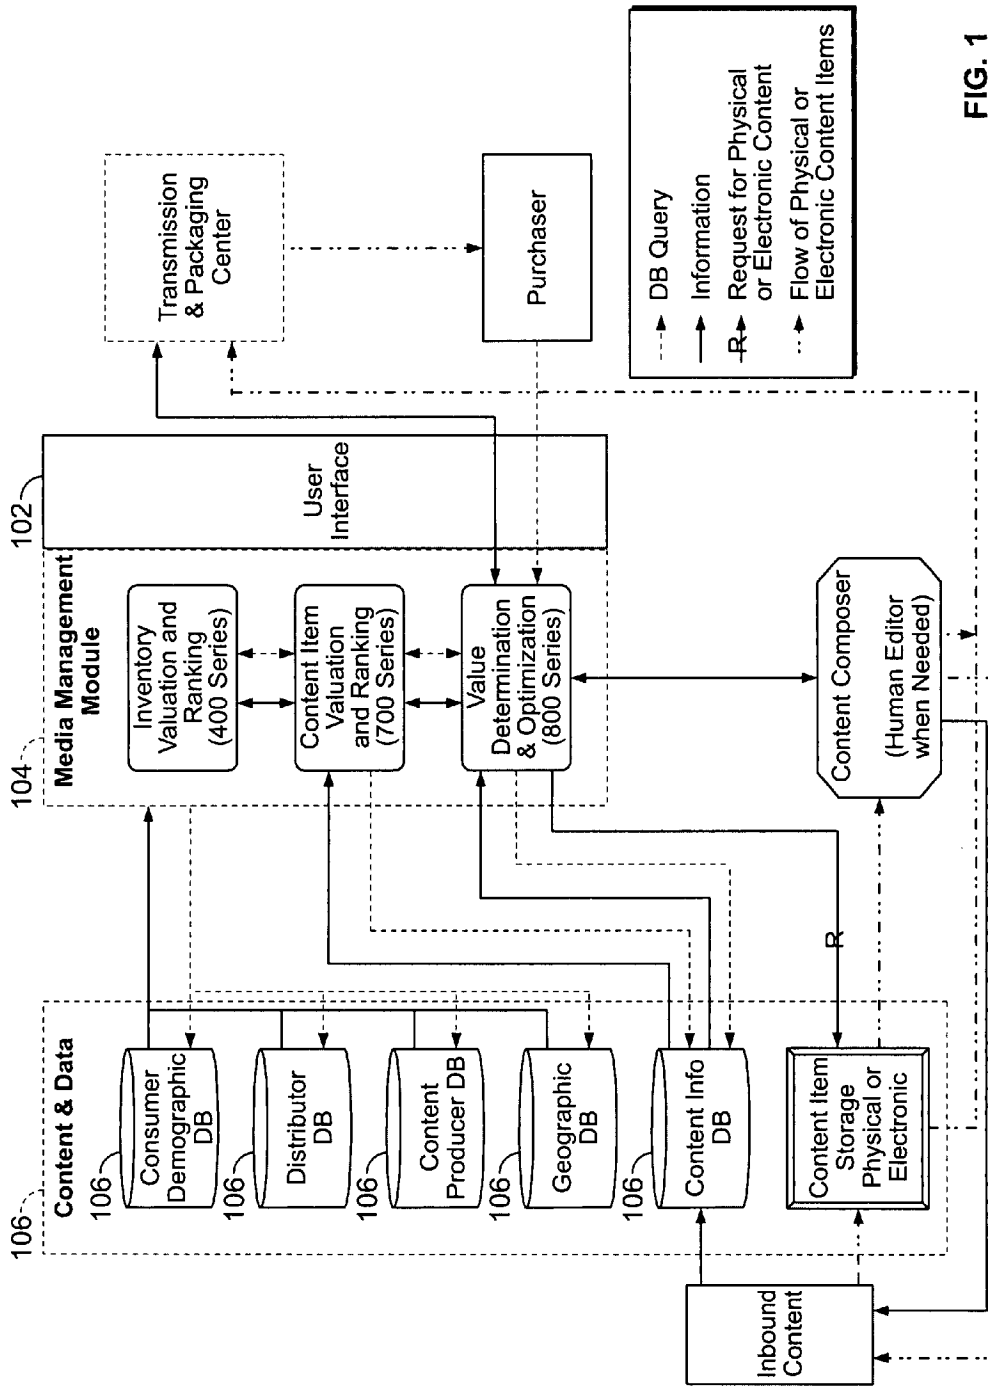 106
Content & Data
106
Consumer
Demographic
DB
106
Distributor
DB
106
Content
Producer DB
106
Geographic
DB
106
Content Info
DB
Content Item
Storage
Physical or
Electronic
Inbound
Content
104
Media Management
Module
Inventory
Valuation and
Ranking
(400 Series)
Content Item
Valuation
and Ranking
(700 Series)
Value
Determination
& Optimization
(800 Series)
R
Content Composer
(Human Editor
when Needed)
102
User
Interface
Transmission
& Packaging
Center
Purchaser
DB Query
Information
R
Request for Physical
or Electronic Content
Flow of Physical or
Electronic Content Items
FIG. 1